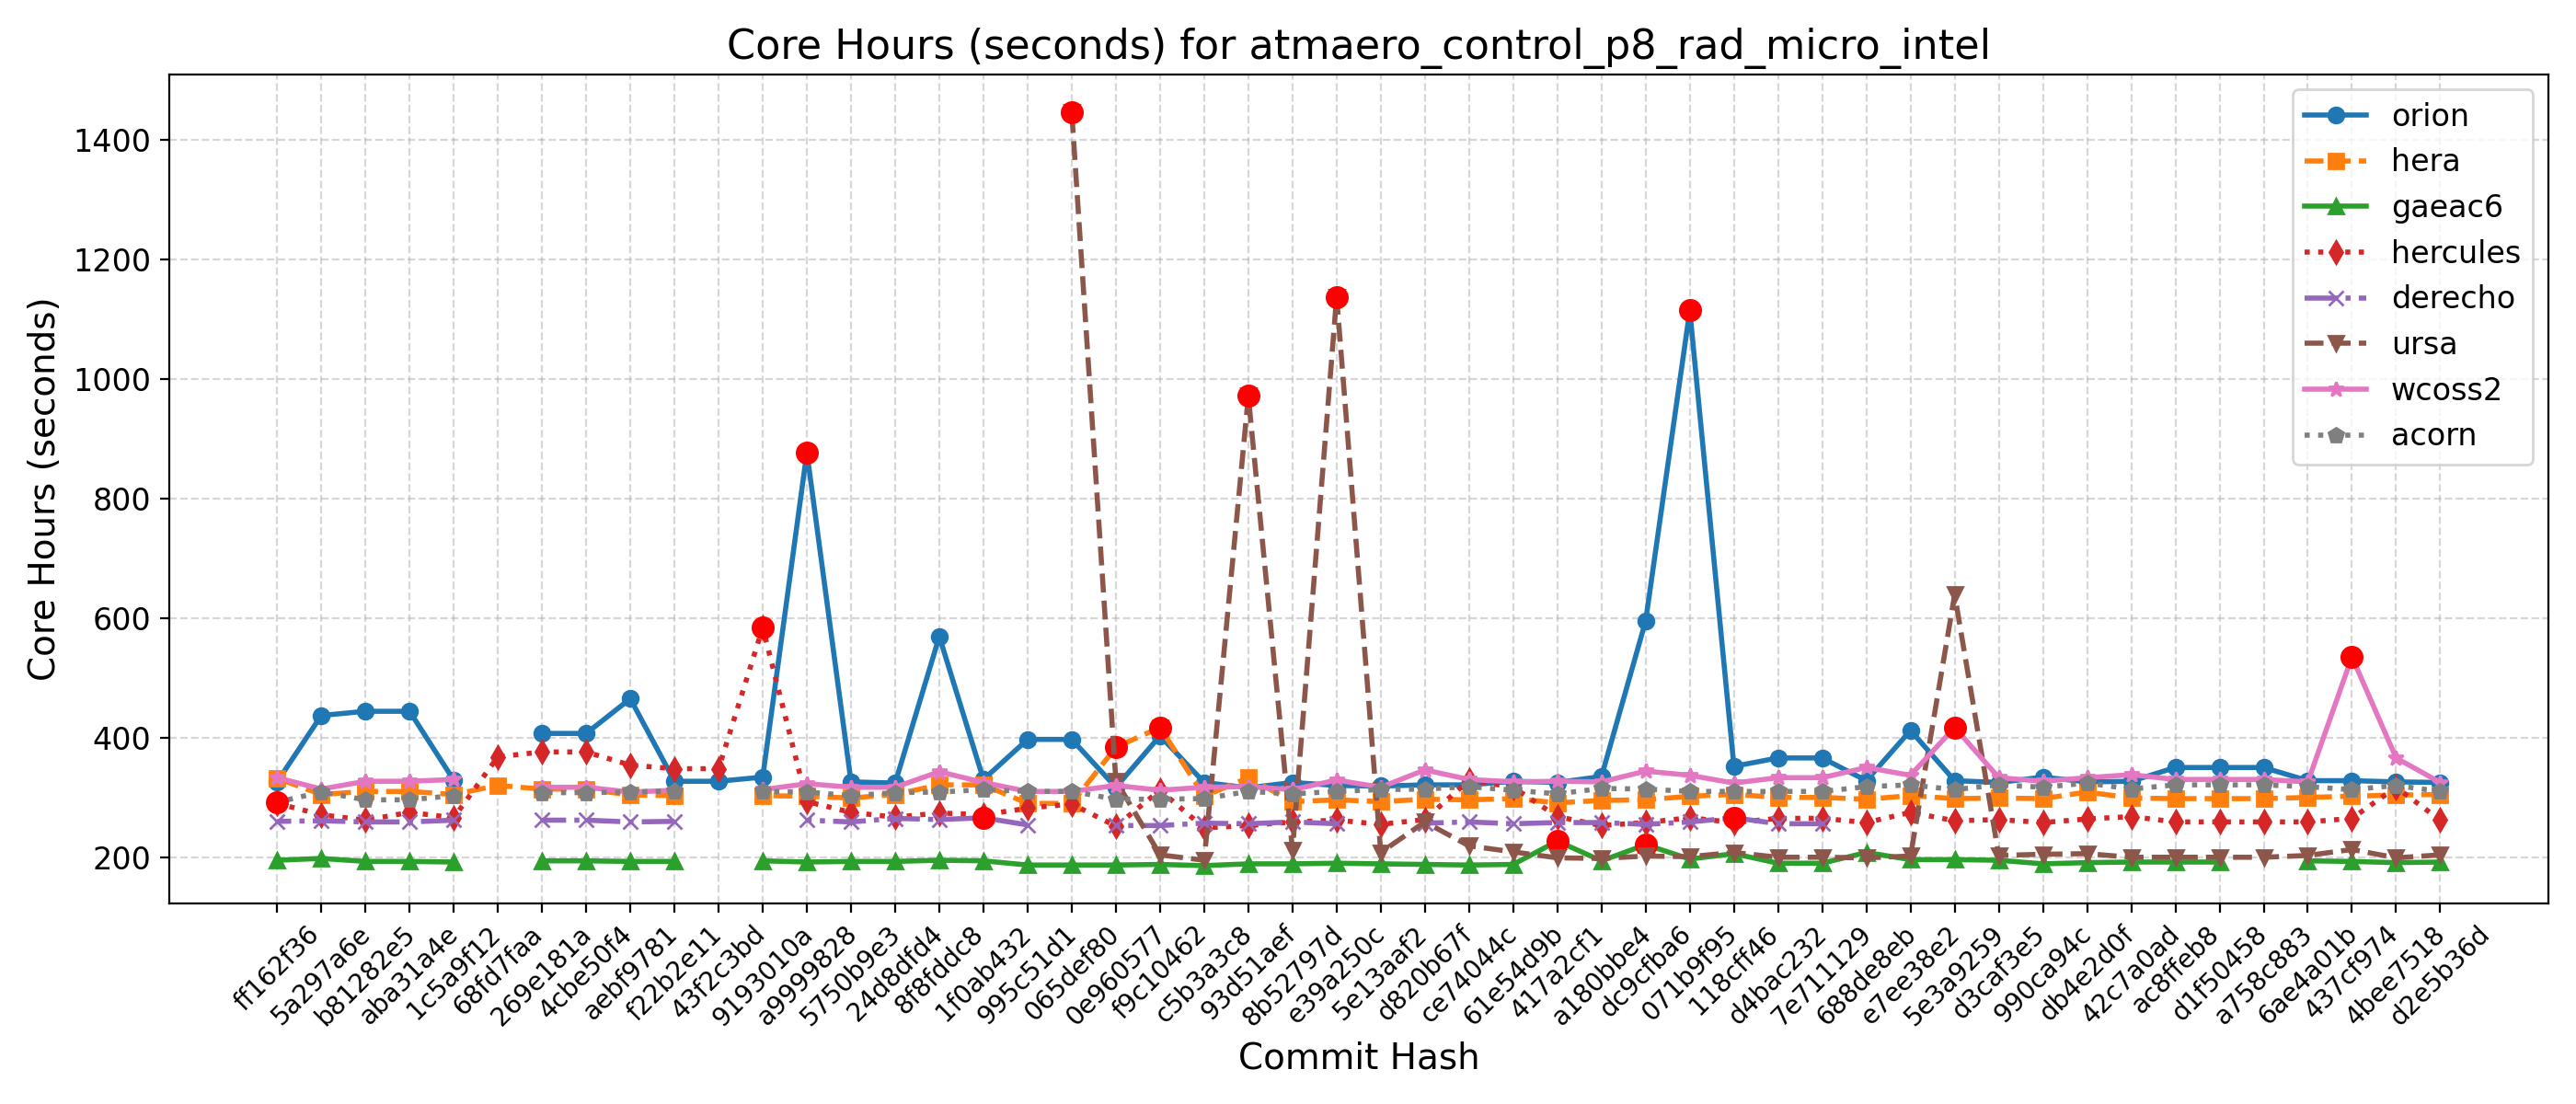 Core Hours (seconds) for atmaero_control_p8_rad_micro_intel
Core Hours (seconds)
1400
1200
1000
800
600
400
200
orion
hera
gaeac6
hercules
derecho
ursa
wcoss2
acorn
ff162f36
5a297a6e
b81282e5
aba31a4e
1c5a9f12
68fd7faa
269e181a
4cbe50f4
aebf9781
f22b2e11
43f2c3bd
9193010a
a9999828
5750b9e3
24d8dfd4
8f8fddc8
1f0ab432
995c51d1
065def80
0e960577
f9c10462
c5b3a3c8
93d51aef
8b52797d
e39a250c
5e13aaf2
d820b67f
ce74044c
61e54d9b
417a2cf1
a180bbe4
dc9cfba6
071b9f95
118cff46
d4bac232
7e711129
688de8eb
e7ee38e2
5e3a9259
d3caf3e5
990ca94c
db4e2d0f
42c7a0ad
ac8ffeb8
d1f50458
a758c883
6ae4a01b
437cf974
4bee7518
d2e5b36d
Commit Hash